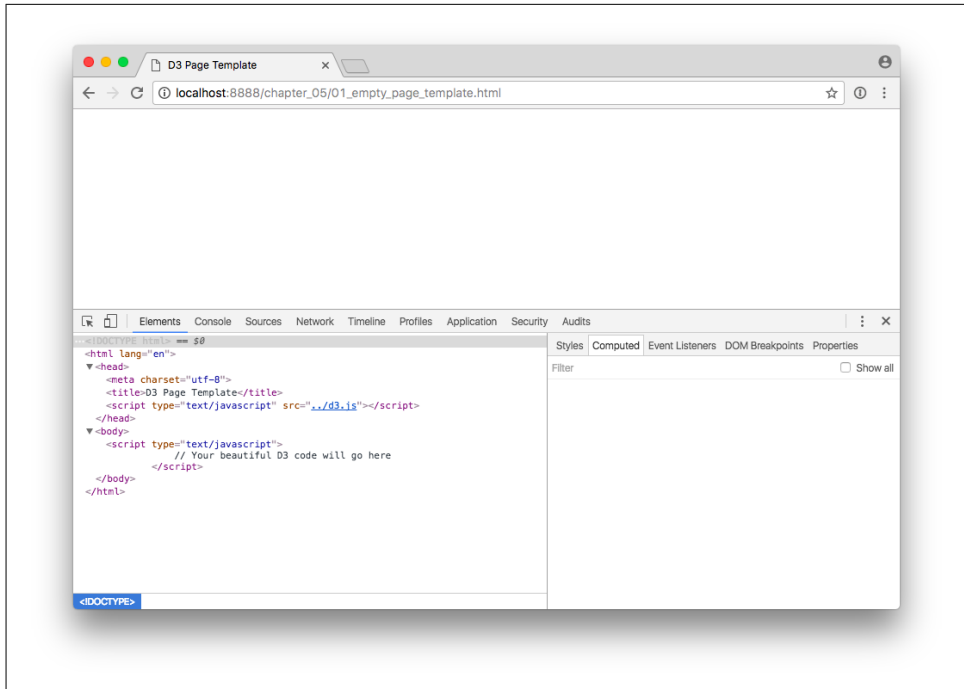 D3 Page Template
localhost:8888/chapter_05/01_empty_page_template.html
Elements Console Sources Network Timeline Profiles Application Security Audits
<!DOCTYPE html> == $0
<html lang="en">
<head>
<meta charset="utf-8">
<title>D3 Page Template</title>
<script type="text/javascript" src="../d3.js"></script>
</head>
<body>
<script type="text/javascript">
// Your beautiful D3 code will go here
</script>
</body>
</html>
<!DOCTYPE>
Styles Computed Event Listeners DOM Breakpoints Properties
Filter Show all